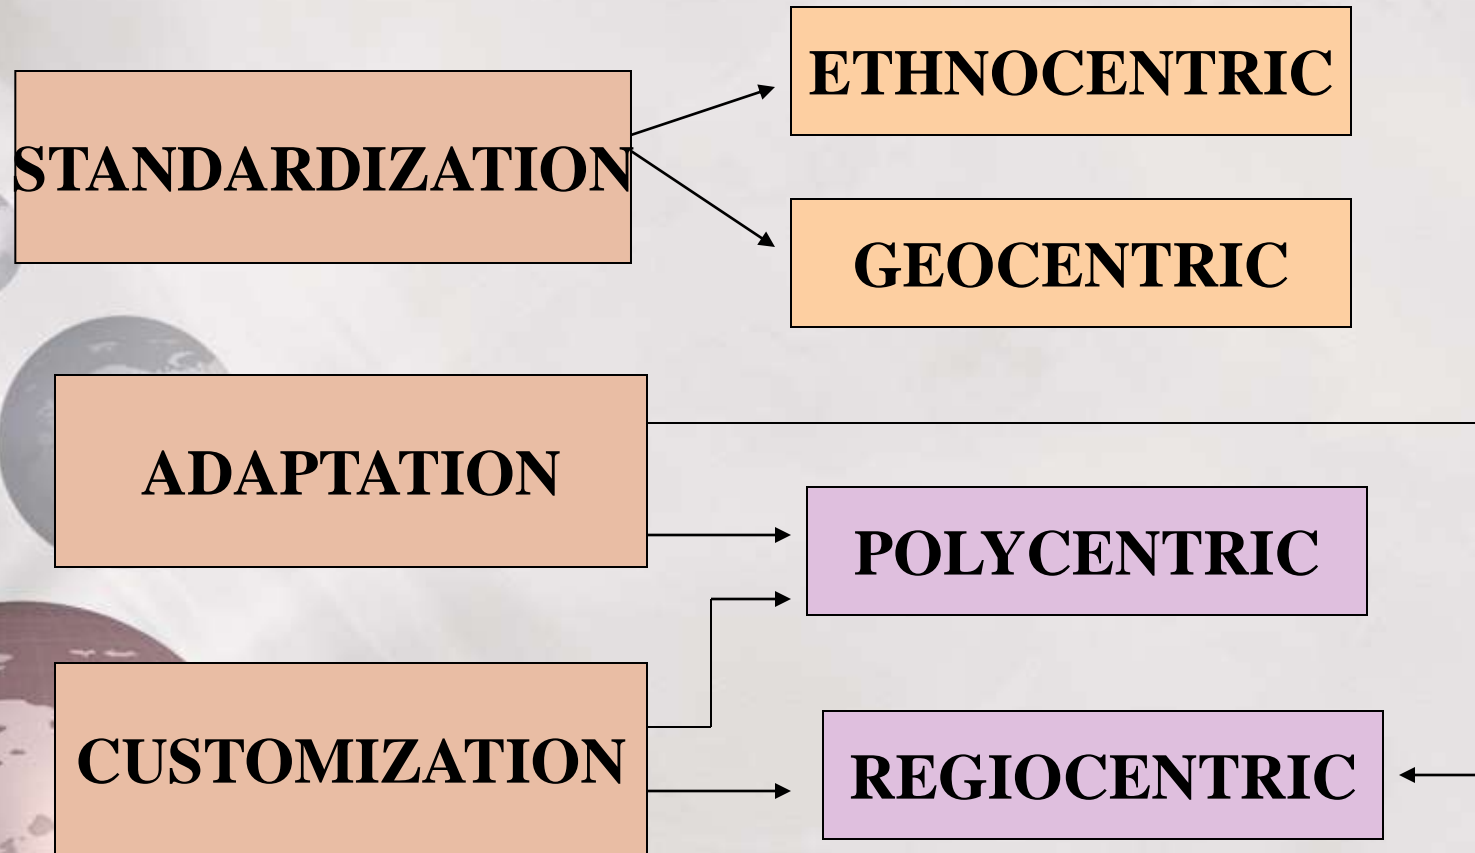 STANDARDIZATION
ETHNOCENTRIC
GEOCENTRIC
ADAPTATION
POLYCENTRIC
CUSTOMIZATION
REGIOCENTRIC